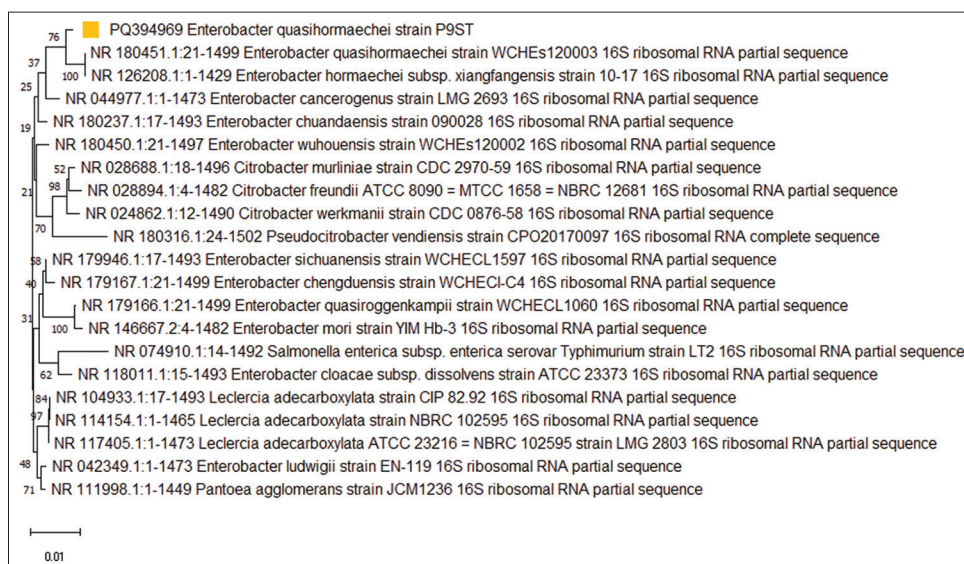 PQ394969 Enterobacter quasihormaechei strain P9ST
76
NR 180451.1:21-1499 Enterobacter quasihormaechei strain WCHEs120003 16S ribosomal RNA partial sequence
37
100
NR 126208.1:1-1429 Enterobacter hormaechei subsp. xiangfangensis strain 10-17 16S ribosomal RNA partial sequence
25
NR 044977.1:1-1473 Enterobacter cancerogenus strain LMG 2693 16S ribosomal RNA partial sequence
19
NR 180237.1:17-1493 Enterobacter chuandaensis strain 090028 16S ribosomal RNA partial sequence
NR 180450.1:21-1497 Enterobacter wuhouensis strain WCHEs120002 16S ribosomal RNA partial sequence
52
NR 028688.1:18-1496 Citrobacter murliniae strain CDC 2970-59 16S ribosomal RNA partial sequence
21
98
NR 028894.1:4-1482 Citrobacter freundii ATCC 8090 = MTCC 1658 = NBRC 12681 16S ribosomal RNA partial sequence
NR 024862.1:12-1490 Citrobacter werkmanii strain CDC 0876-58 16S ribosomal RNA partial sequence
70
NR 180316.1:24-1502 Pseudocitrobacter vendiensis strain CPO20170097 16S ribosomal RNA complete sequence
58
NR 179946.1:17-1493 Enterobacter sichuanensis strain WCHECL1597 16S ribosomal RNA partial sequence
40
NR 179167.1:21-1499 Enterobacter chengduensis strain WCHECl-C4 16S ribosomal RNA partial sequence
NR 179166.1:21-1499 Enterobacter quasiroggenkampii strain WCHECL1060 16S ribosomal RNA partial sequence
31
100
NR 146667.2:4-1482 Enterobacter mori strain YIM Hb-3 16S ribosomal RNA partial sequence
NR 074910.1:14-1492 Salmonella enterica subsp. enterica serovar Typhimurium strain LT2 16S ribosomal RNA partial sequence
62
NR 118011.1:15-1493 Enterobacter cloacae subsp. dissolvens strain ATCC 23373 16S ribosomal RNA partial sequence
84
NR 104933.1:17-1493 Leclercia adecarboxylata strain CIP 82.92 16S ribosomal RNA partial sequence
97
NR 114154.1:1-1465 Leclercia adecarboxylata strain NBRC 102595 16S ribosomal RNA partial sequence
NR 117405.1:1-1473 Leclercia adecarboxylata ATCC 23216 = NBRC 102595 strain LMG 2803 16S ribosomal RNA partial sequence
48
NR 042349.1:1-1473 Enterobacter ludwigii strain EN-119 16S ribosomal RNA partial sequence
71
NR 111998.1:1-1449 Pantoea agglomerans strain JCM1236 16S ribosomal RNA partial sequence
0.01